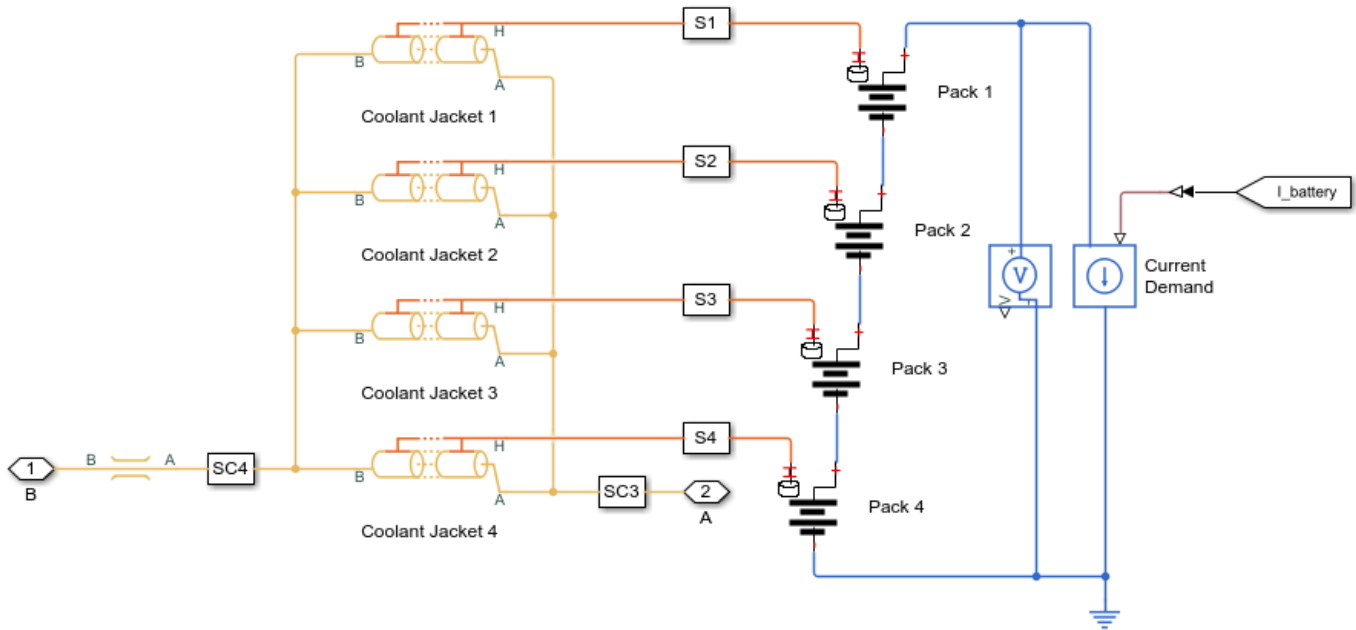 H
S1
B
A
Pack 1
Coolant Jacket 1
H
S2
B
A
I_battery
Pack 2
Coolant Jacket 2
+
V
V
-
Current
Demand
H
S3
B
A
Pack 3
Coolant Jacket 3
H
S4
B
A
SC4
B
A
1
B
SC3
2
A
Pack 4
Coolant Jacket 4